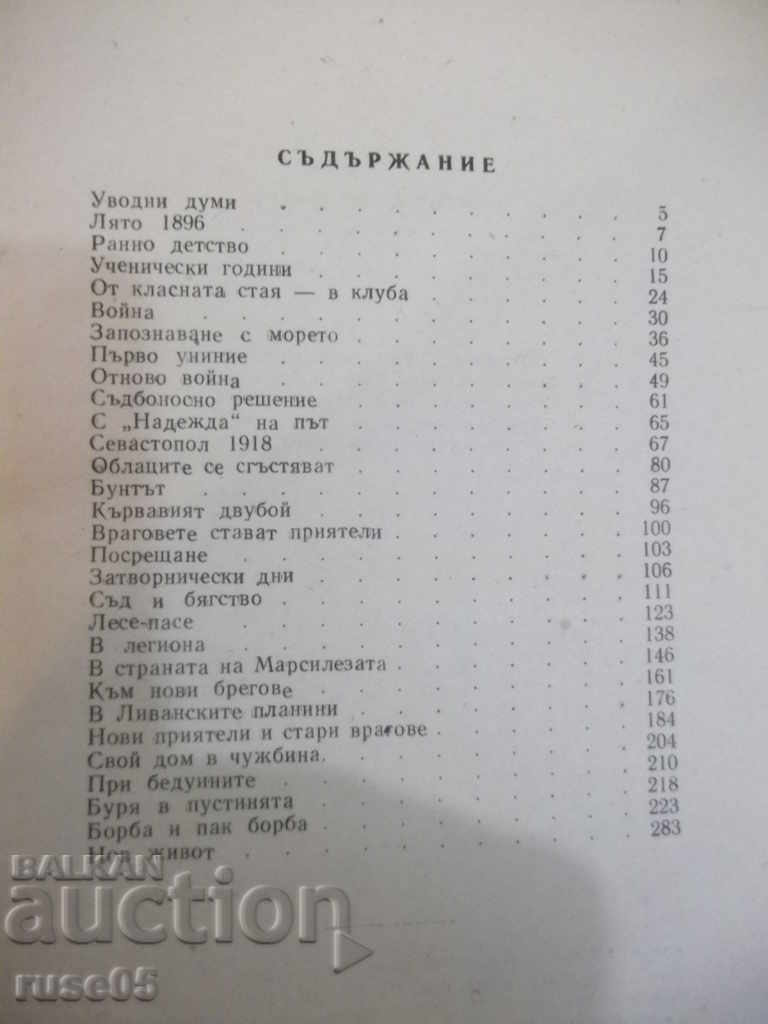 СЪДЪРЖАНИЕ
Уводни думи . . . . . . . . . 5
Лято 1896 . . . . . . . . . 7
Ранно детство . . . . . . . . . 10
Ученически години . . . . . . . . 15
От класната стая — в клуба . . . . . . 24
Война . . . . . . . . . . 30
Запознаване с морето . . . . . . . 36
Първо униние . . . . . . . . . 45
Отново война . . . . . . . . . 49
Съдбоносно решение . . . . . . . 61
С „Надежда“ на път . . . . . . . 65
Севастопол 1918 . . . . . . . . 67
Облаците се сгъстяват . . . . . . . 80
Бунтът . . . . . . . . . . 87
Кървавият двубой . . . . . . . . 96
Враговете стават приятели . . . . . . 100
Посрещане . . . . . . . . . 103
Затворнически дни . . . . . . . . 106
Съд и бягство . . . . . . . . . 111
Лесе-пасе . . . . . . . . . 123
В легиона . . . . . . . . . 138
В страната на Марсилезата . . . . . . 146
Към нови брегове . . . . . . . . 161
В Ливанските планини . . . . . . . 176
Нови приятели и стари врагове . . . . . 184
Свой дом в чужбина . . . . . . . 204
При бедуините . . . . . . . . 210
Буря в пустинята . . . . . . . . 218
Борба и пак борба . . . . . . . . 223
Нов живот . . . . . . . . . 283
BALKAN
auction
ruse05